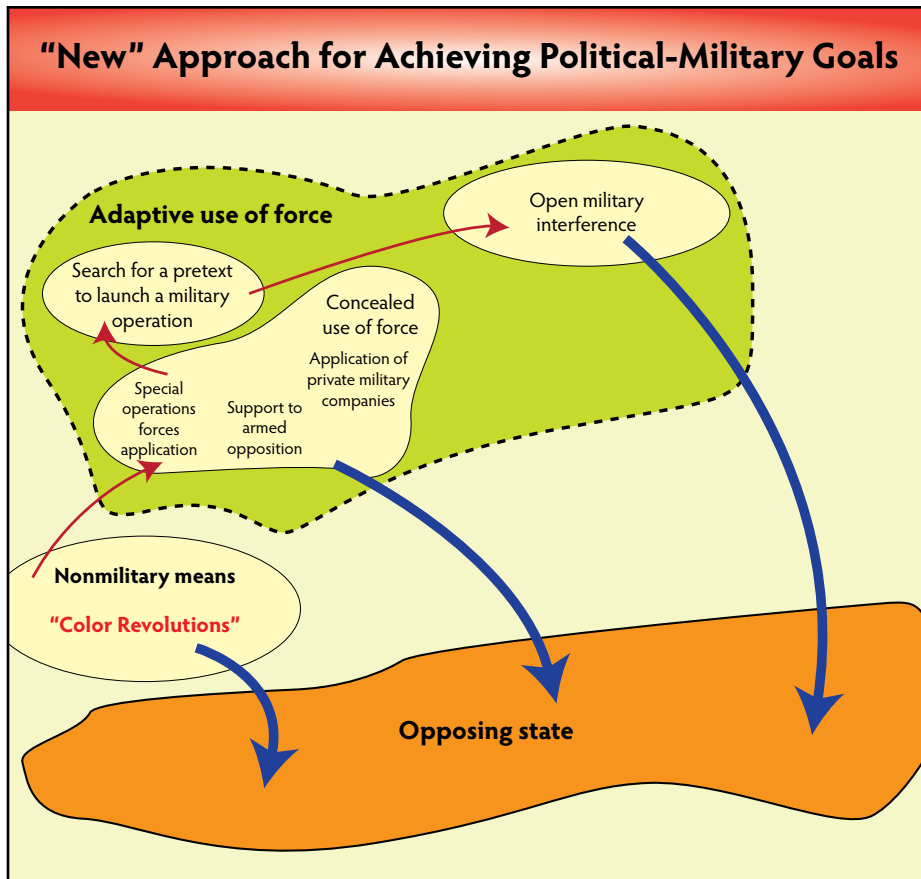 “New” Approach for Achieving Political-Military Goals
Adaptive use of force
Open military
interference
Search for a pretext
to launch a military
operation
Concealed
use of force
Application of
private military
companies
Special
operations
forces
application
Support to
armed
opposition
Nonmilitary means
“Color Revolutions”
Opposing state